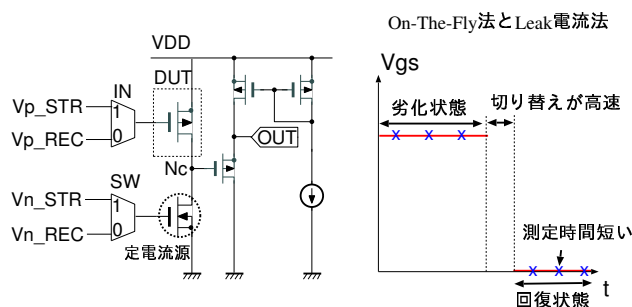 On-The-Fly法とLeak電流法
VDD
DUT
IN
Vp_STR
1
Vp_REC
0
OUT
Nc
SW
Vn_STR
1
Vn_REC
0
定電流源
Vgs
劣化状態
切り替えが高速
測定時間短い
t
回復状態